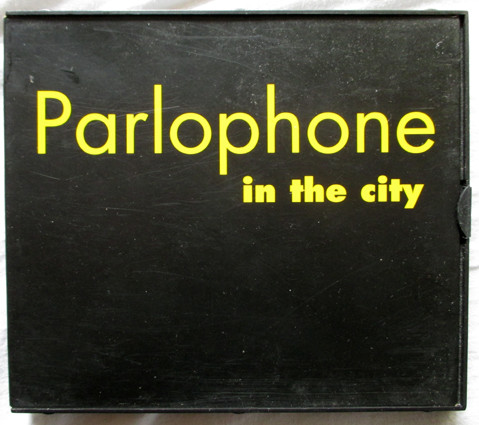 Parlophone
in the city